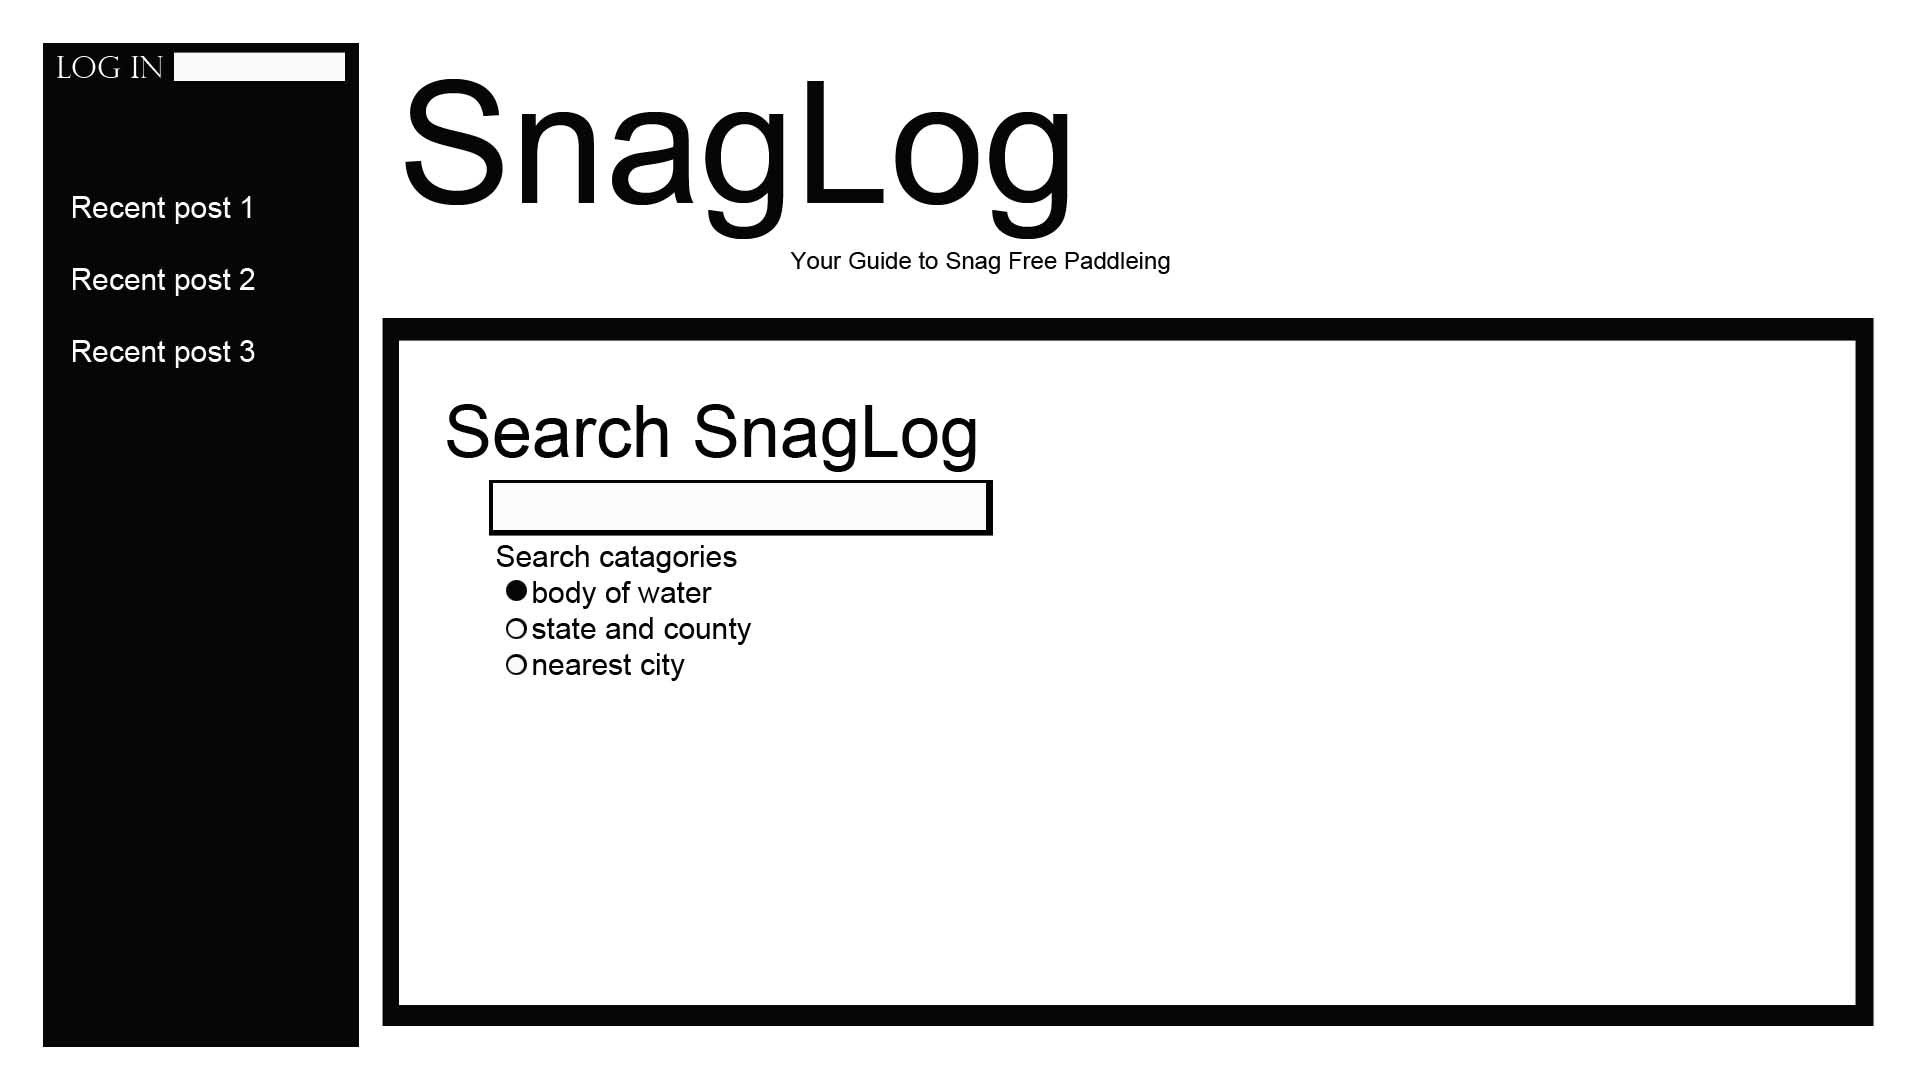 LOG IN
Recent post 1
Recent post 2
Recent post 3
SnagLog
Your Guide to Snag Free Paddleing
Search SnagLog
Search catagories
body of water
state and county
nearest city